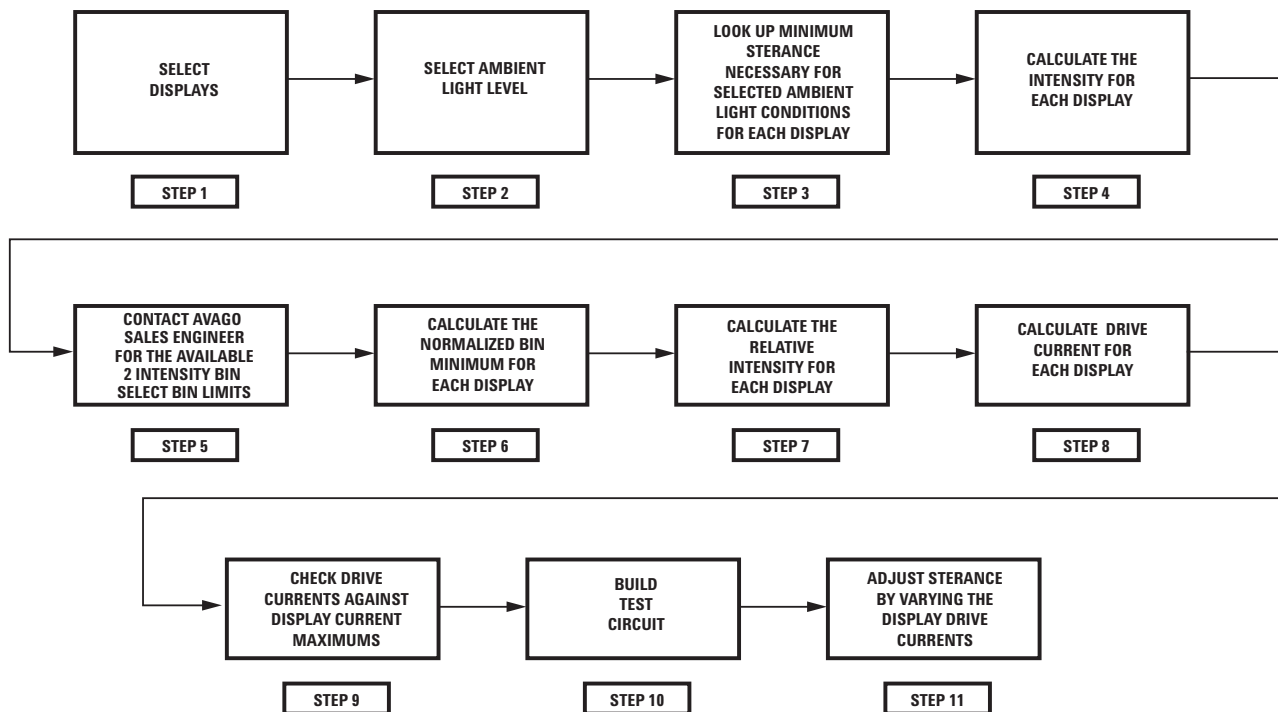 SELECT
DISPLAYS
STEP 1
SELECT AMBIENT
LIGHT LEVEL
STEP 2
LOOK UP MINIMUM
STERANCE
NECESSARY FOR
SELECTED AMBIENT
LIGHT CONDITIONS
FOR EACH DISPLAY
STEP 3
CALCULATE THE
INTENSITY FOR
EACH DISPLAY
STEP 4
CONTACT AVAGO
SALES ENGINEER
FOR THE AVAILABLE
2 INTENSITY BIN
SELECT BIN LIMITS
STEP 5
CALCULATE THE
NORMALIZED BIN
MINIMUM FOR
EACH DISPLAY
STEP 6
CALCULATE THE
RELATIVE
INTENSITY FOR
EACH DISPLAY
STEP 7
CALCULATE DRIVE
CURRENT FOR
EACH DISPLAY
STEP 8
CHECK DRIVE
CURRENTS AGAINST
DISPLAY CURRENT
MAXIMUMS
STEP 9
BUILD
TEST
CIRCUIT
STEP 10
ADJUST STERANCE
BY VARYING THE
DISPLAY DRIVE
CURRENTS
STEP 11